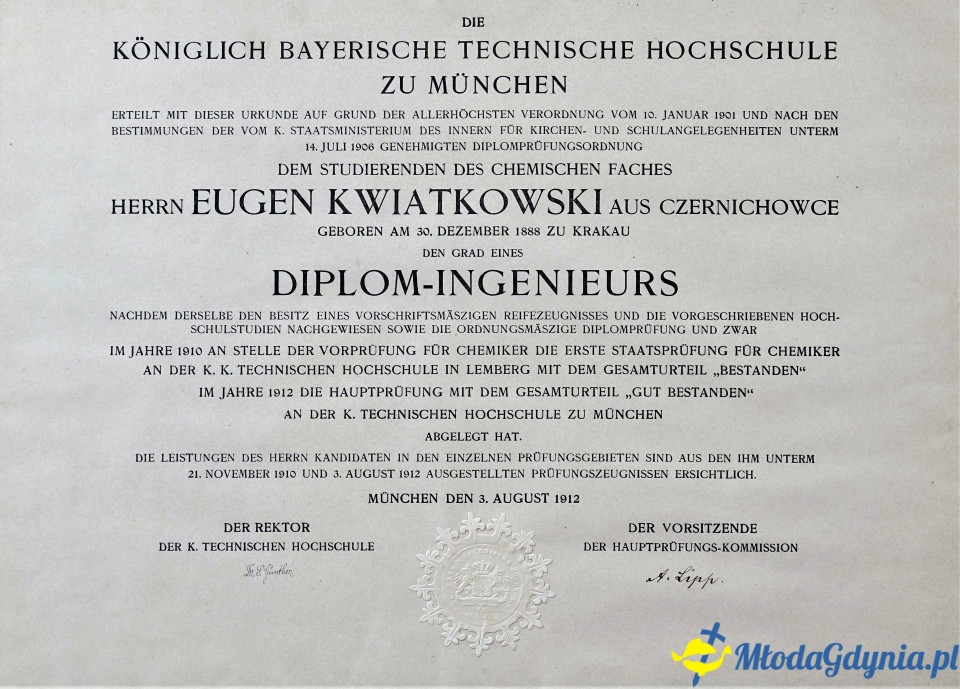 DIE
KÖNIGLICH BAYERISCHE TECHNISCHE HOCHSCHULE
ZU MÜNCHEN
ERTEILT MIT DIESER URKUNDE AUF GRUND DER ALLERHÖCHSTEN VERORDNUNG VOM 10. JANUAR 1901 UND NACH DEN
BESTIMMUNGEN DER VOM K. STAATSMINISTERIUM DES INNERN FÜR KIRCHEN- UND SCHULANGELEGENHEITEN UNTERM
14. JULI 1906 GENEHMIGTEN DIPLOMPRÜFUNGSORDNUNG
DEM STUDIERENDEN DES CHEMISCHEN FACHES
HERRN EUGEN KWIATKOWSKI AUS CZERNICHOWCE
GEBOREN AM 30. DEZEMBER 1888 ZU KRAKAU
DEN GRAD EINES
DIPLOM-INGENIEURS
NACHDEM DERSELBE DEN BESITZ EINES VORSCHRIFTSMÄSZIGEN REIFEZEUGNISSES UND DIE VORGESCHRIEBENEN HOCH-
SCHULSTUDIEN NACHGEWIESEN SOWIE DIE ORDNUNGSMÄSZIGE DIPLOMPRÜFUNG UND ZWAR
IM JAHRE 1910 AN STELLE DER VORPRÜFUNG FÜR CHEMIKER DIE ERSTE STAATSPRÜFUNG FÜR CHEMIKER
AN DER K. K. TECHNISCHEN HOCHSCHULE IN LEMBERG MIT DEM GESAMTURTEIL „BESTANDEN“
IM JAHRE 1912 DIE HAUPTPRÜFUNG MIT DEM GESAMTURTEIL „GUT BESTANDEN“
AN DER K. TECHNISCHEN HOCHSCHULE ZU MÜNCHEN
ABGELEGT HAT.
DIE LEISTUNGEN DES HERRN KANDIDATEN IN DEN EINZELNEN PRÜFUNGSGEBIETEN SIND AUS DEN IHM UNTERM
21. NOVEMBER 1910 UND 3. AUGUST 1912 AUSGESTELLTEN PRÜFUNGSZEUGNISSEN ERSICHTLICH.
MÜNCHEN DEN 3. AUGUST 1912
DER REKTOR
DER K. TECHNISCHEN HOCHSCHULE
Dr. S. Günther
DER VORSITZENDE
DER HAUPTPRÜFUNGS-KOMMISSION
A. Lipp.
MłodaGdynia.pl